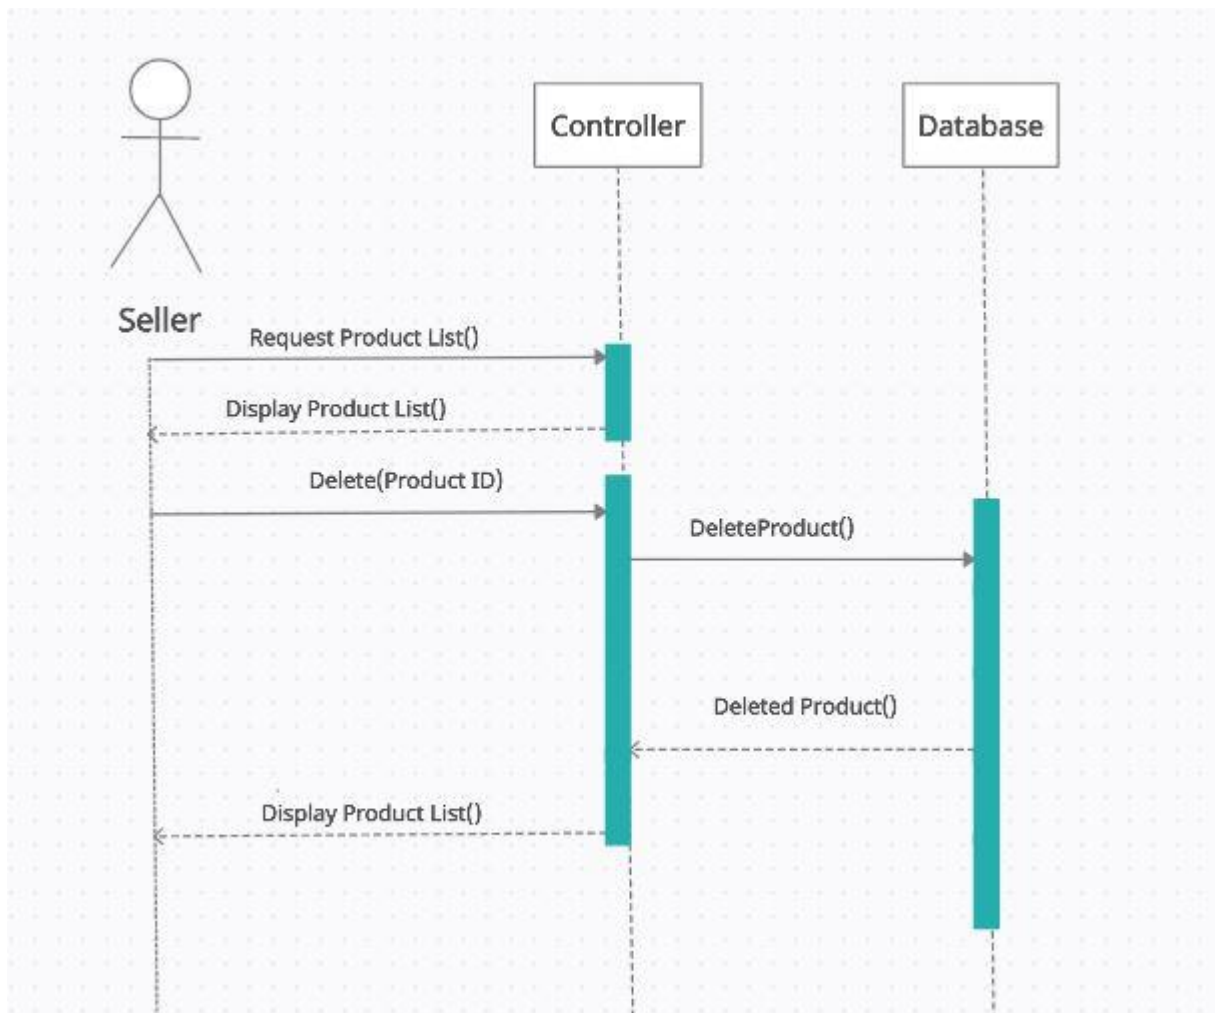 Controller
Database
Seller
Request Product List()
Display Product List()
Delete(Product ID)
DeleteProduct()
Deleted Product()
Display Product List()